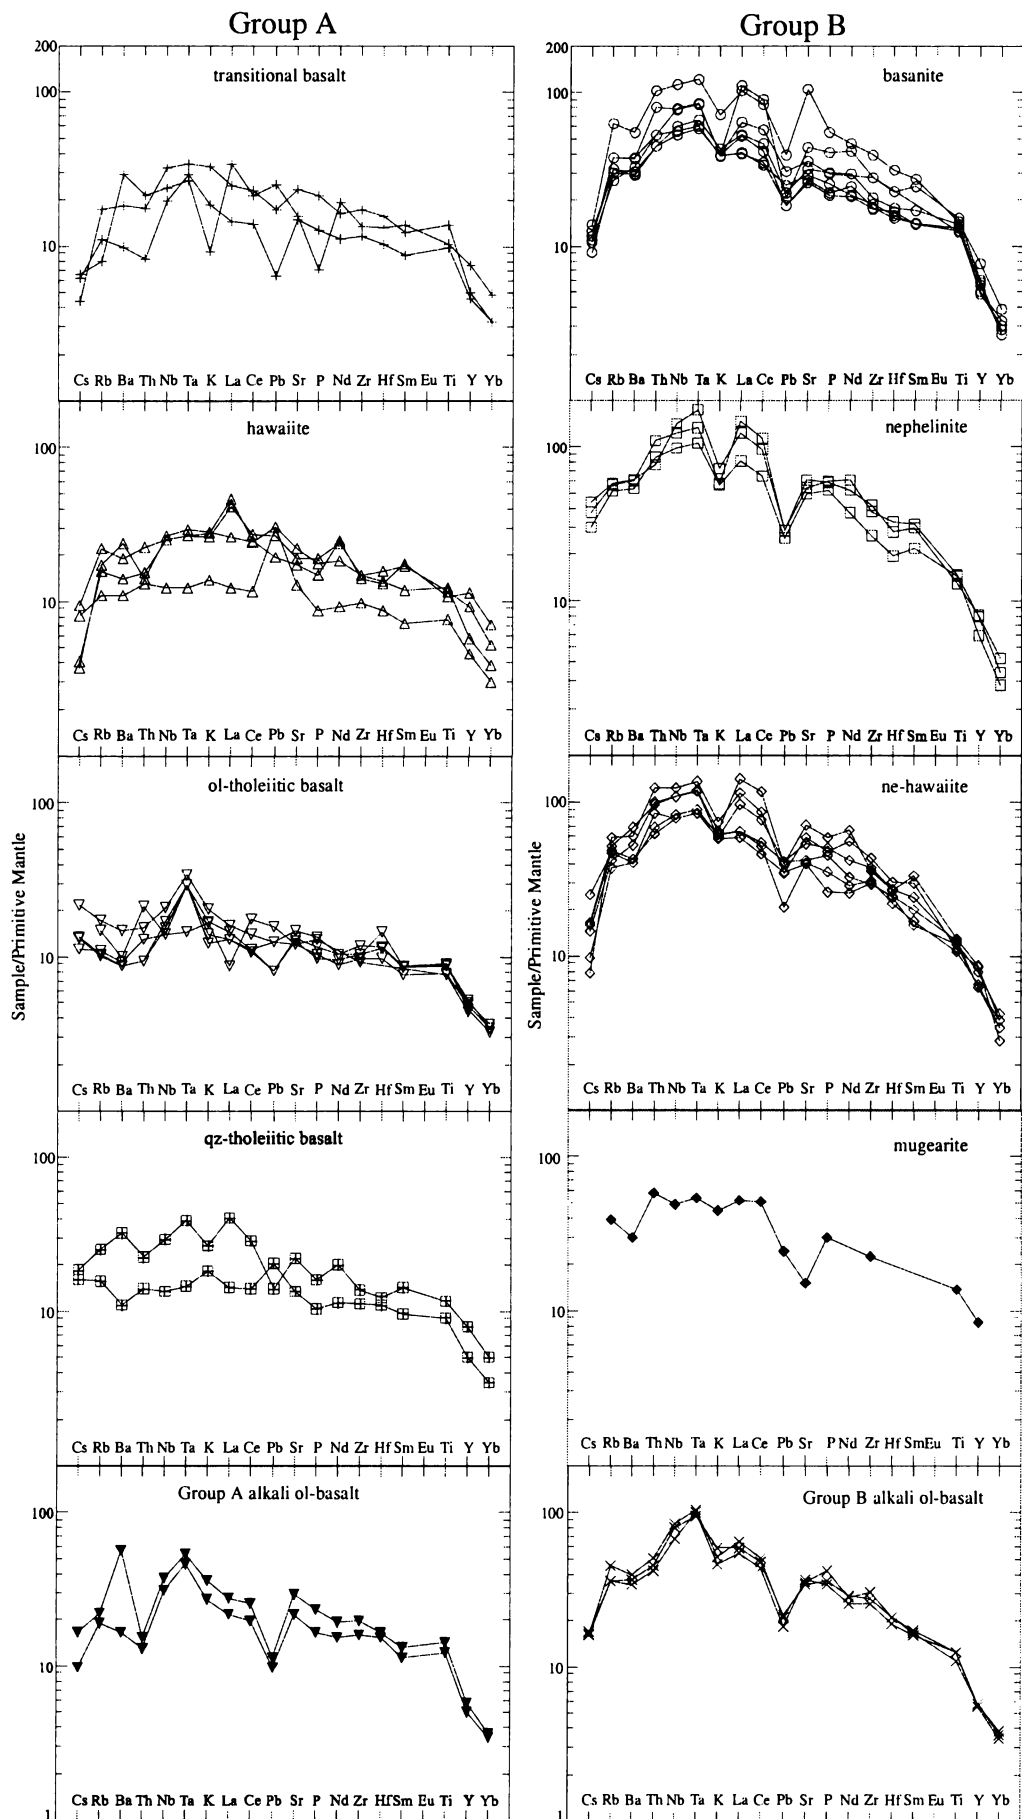 Group A
Group B
200
transitional basalt
100
10
Cs Rb Ba Th Nb Ta K La Ce Pb Sr P Nd Zr Hf Sm Eu Ti Y Yb
200
basanite
100
10
Cs Rb Ba Th Nb Ta K La Ce Pb Sr P Nd Zr Hf Sm Eu Ti Y Yb
hawaiite
100
10
Cs Rb Ba Th Nb Ta K La Ce Pb Sr P Nd Zr Hf Sm Eu Ti Y Yb
nephelinite
100
10
Cs Rb Ba Th Nb Ta K La Ce Pb Sr P Nd Zr Hf Sm Eu Ti Y Yb
ol-tholeiitic basalt
100
Sample/Primitive Mantle
10
Cs Rb Ba Th Nb Ta K La Ce Pb Sr P Nd Zr Hf Sm Eu Ti Y Yb
ne-hawaiite
100
Sample/Primitive Mantle
10
Cs Rb Ba Th Nb Ta K La Ce Pb Sr P Nd Zr Hf Sm Eu Ti Y Yb
qz-tholeiitic basalt
100
10
Cs Rb Ba Th Nb Ta K La Ce Pb Sr P Nd Zr Hf Sm Eu Ti Y Yb
mugearite
100
10
Cs Rb Ba Th Nb Ta K La Ce Pb Sr P Nd Zr Hf Sm Eu Ti Y Yb
Group A alkali ol-basalt
100
10
1
Cs Rb Ba Th Nb Ta K La Ce Pb Sr P Nd Zr Hf Sm Eu Ti Y Yb
Group B alkali ol-basalt
100
10
1
Cs Rb Ba Th Nb Ta K La Ce Pb Sr P Nd Zr Hf Sm Eu Ti Y Yb